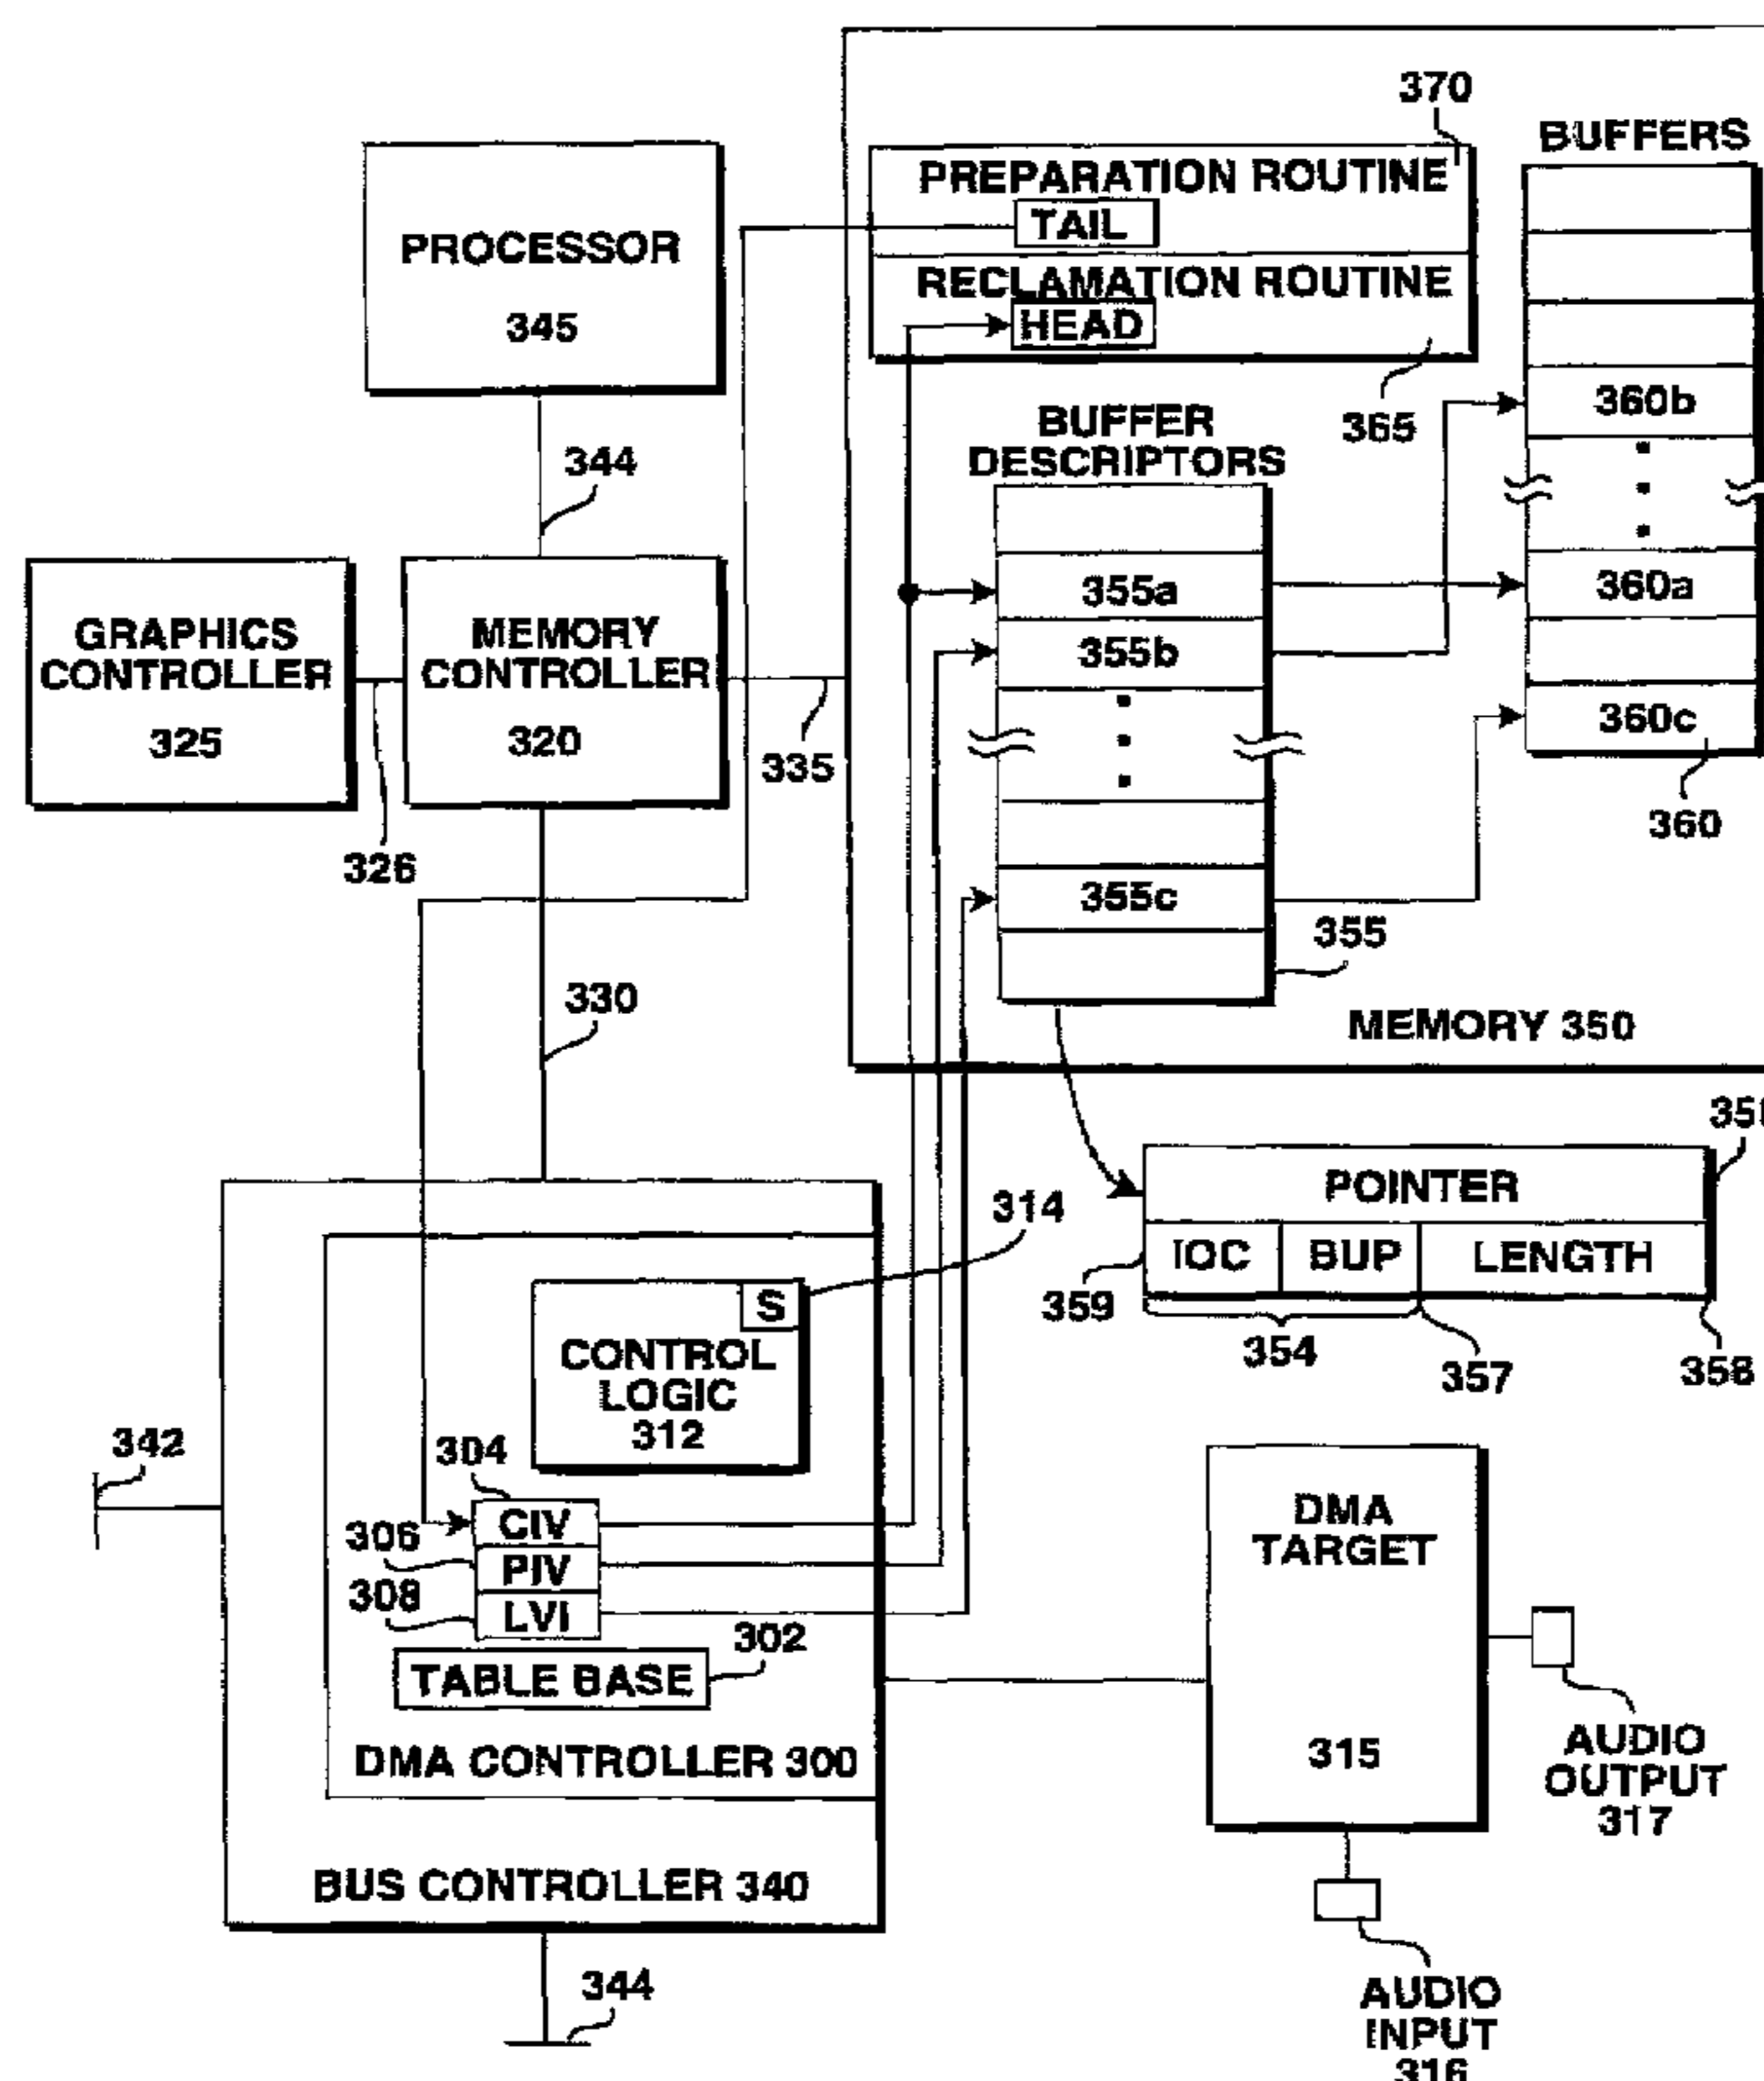 370
BUFFERS
PREPARATION ROUTINE
TAIL
RECLAMATION ROUTINE
HEAD
365
PROCESSOR
345
344
BUFFER
DESCRIPTORS
360b
360a
360c
360
355a
355b
355c
355
GRAPHICS
CONTROLLER
325
MEMORY
CONTROLLER
320
335
326
330
MEMORY 350
POINTER
IOC
BUP
LENGTH
359
354
357
358
314
S
CONTROL
LOGIC
312
342
304
CIV
306
PIV
308
LVI
302
TABLE BASE
DMA CONTROLLER 300
BUS CONTROLLER 340
344
DMA
TARGET
315
AUDIO
OUTPUT
317
AUDIO
INPUT
316